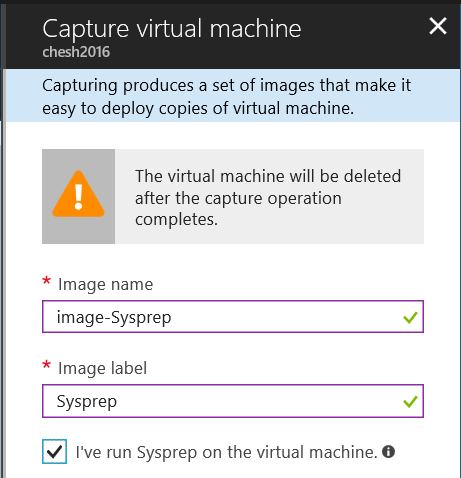 Capture virtual machine
chesh2016
Capturing produces a set of images that make it
easy to deploy copies of virtual machine.
The virtual machine will be deleted
after the capture operation
completes.
* Image name
image-Sysprep
* Image label
Sysprep
I've run Sysprep on the virtual machine.